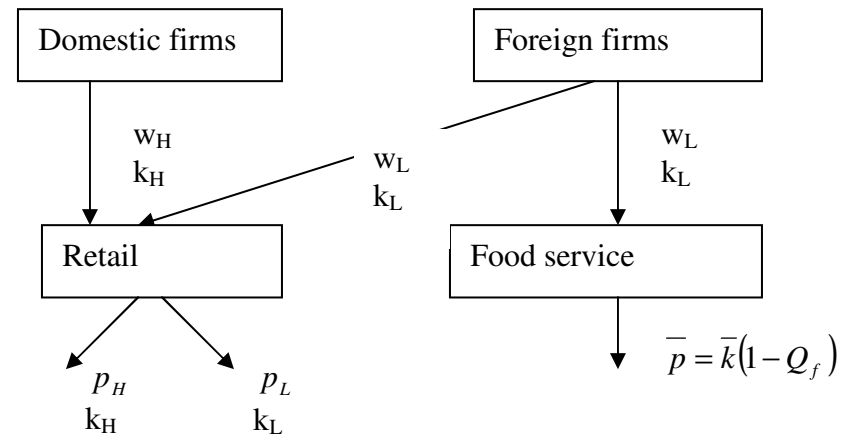 Domestic firms
Foreign firms
w_H
k_H
w_L
k_L
w_L
k_L
Retail
Food service
p_H
k_H
p_L
k_L
p̅ = k̅(1 − Q_f)